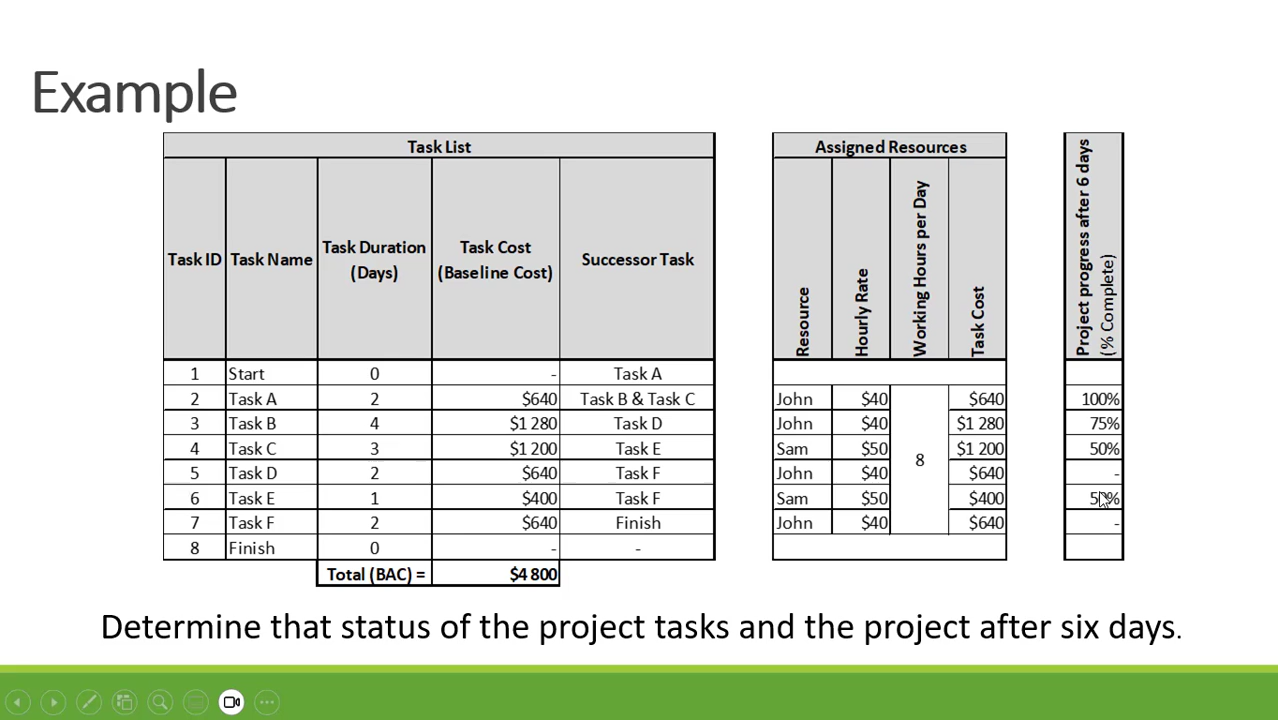 Example
Task List
Assigned Resources
Project progress after 6 days
(% Complete)
Task ID Task Name Task Duration (Days) Task Cost (Baseline Cost) Successor Task Resource Hourly Rate Working Hours per Day Task Cost
1 Start 0 - Task A
2 Task A 2 $640 Task B & Task C John $40 $640 100%
3 Task B 4 $1 280 Task D John $40 $1 280 75%
4 Task C 3 $1 200 Task E Sam $50 $1 200 50%
8
5 Task D 2 $640 Task F John $40 $640 -
6 Task E 1 $400 Task F Sam $50 $400
7 Task F 2 $640 Finish John $40 $640 -
8 Finish 0 - -
Total (BAC) = $4 800
Determine that status of the project tasks and the project after six days.